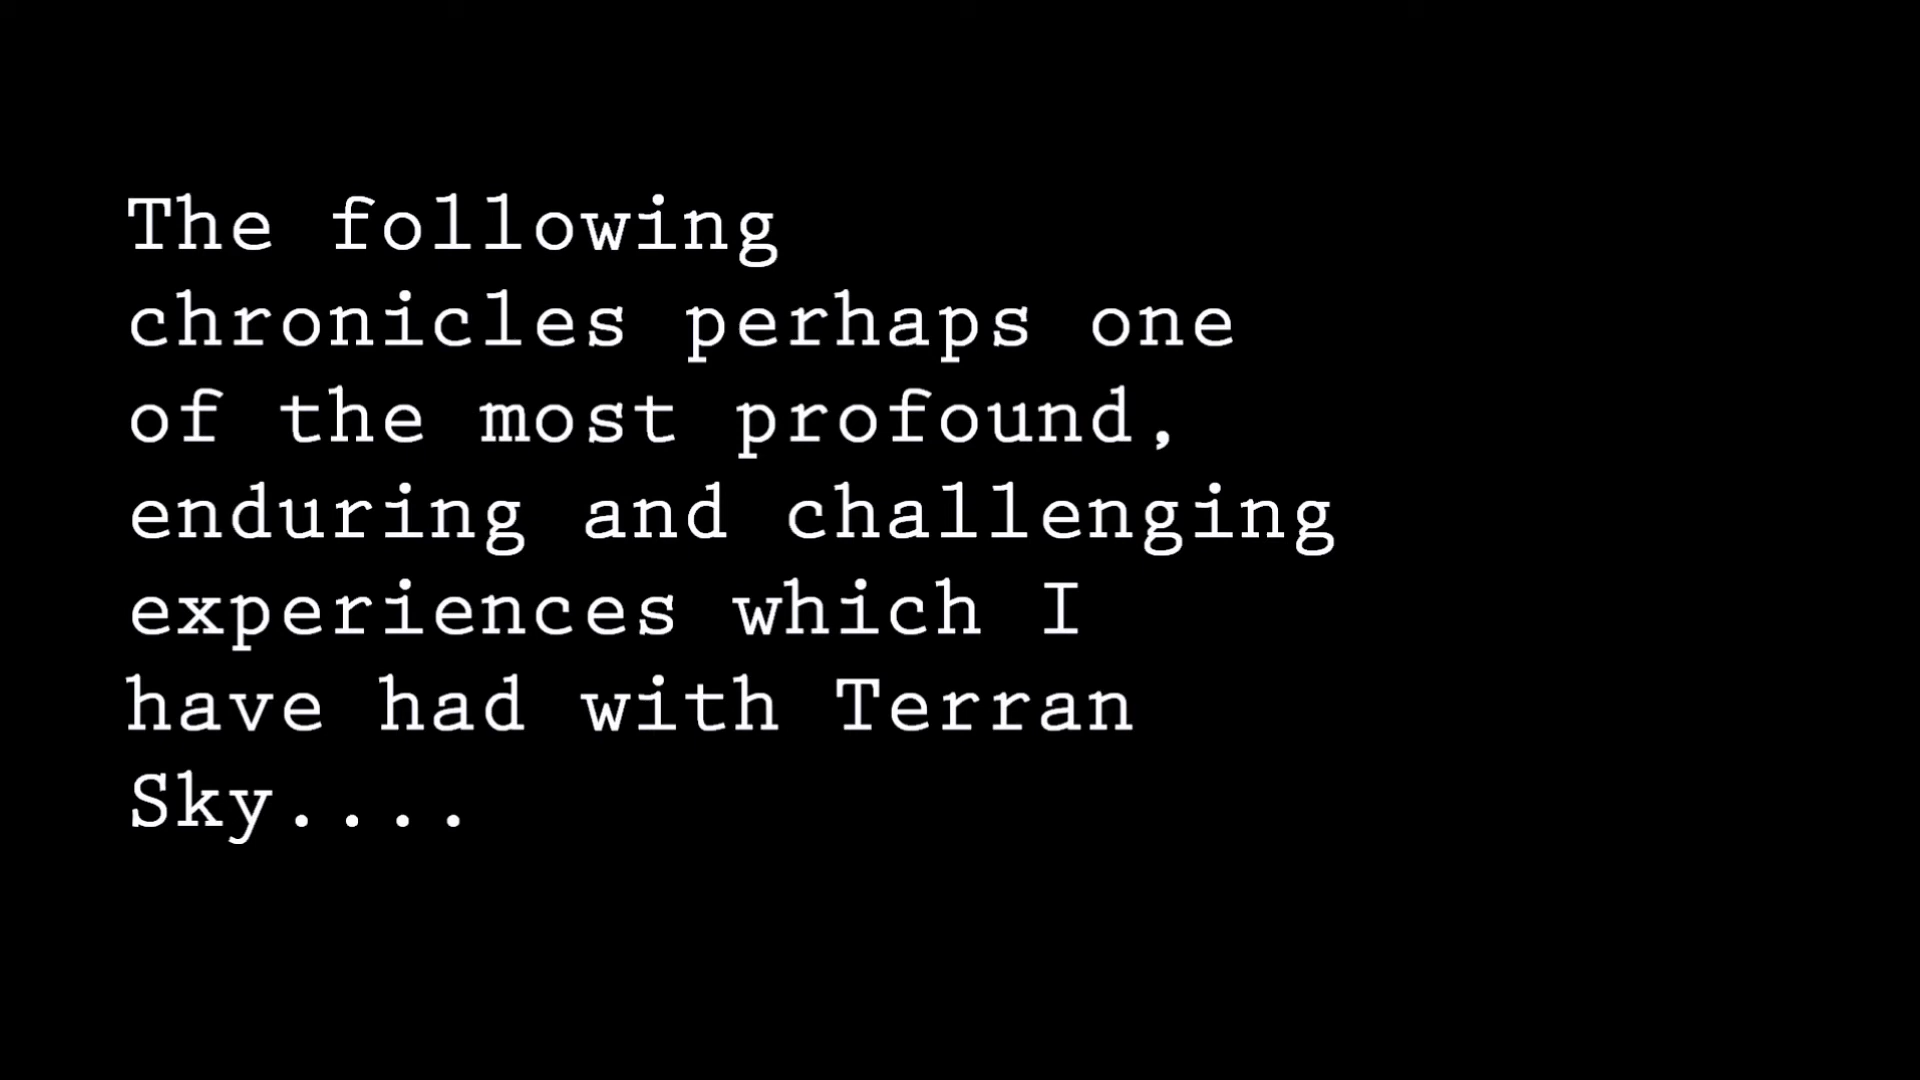 The following
chronicles perhaps one
of the most profound,
enduring and challenging
experiences which I
have had with Terran
Sky....